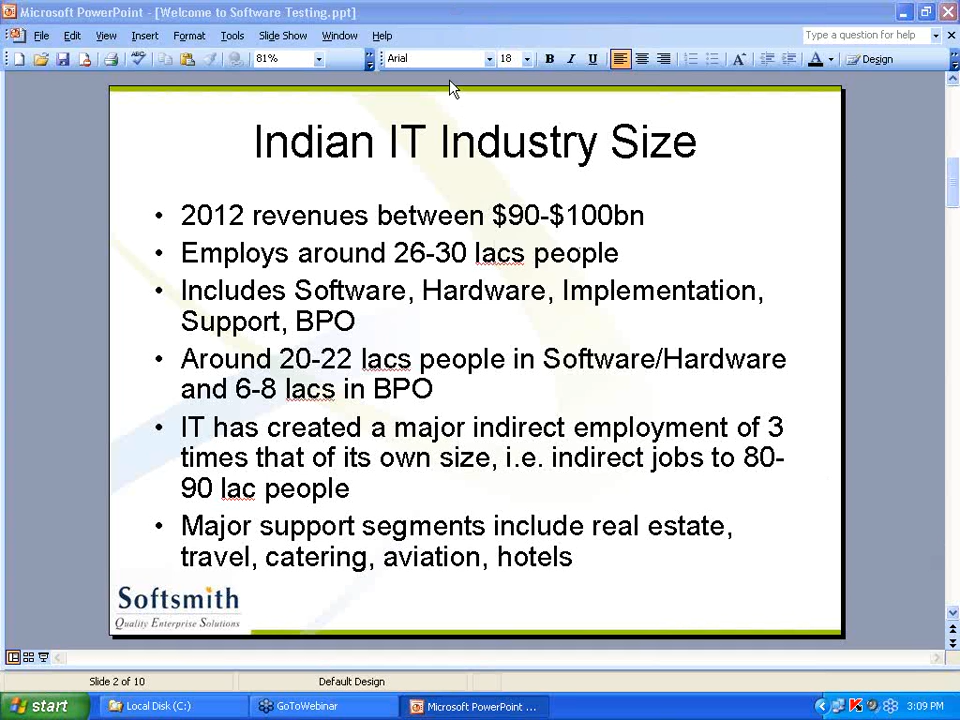 Microsoft PowerPoint - [Welcome to Software Testing.ppt]
File Edit View Insert Format Tools Slide Show Window Help Type a question for help
81% Arial 18 B I U A A Design
Indian IT Industry Size
• 2012 revenues between $90-$100bn
• Employs around 26-30 lacs people
• Includes Software, Hardware, Implementation,
Support, BPO
• Around 20-22 lacs people in Software/Hardware
and 6-8 lacs in BPO
• IT has created a major indirect employment of 3
times that of its own size, i.e. indirect jobs to 80-
90 lac people
• Major support segments include real estate,
travel, catering, aviation, hotels
Softsmith
Quality Enterprise Solutions
Slide 2 of 10 Default Design
start Local Disk (C:) GoToWebinar Microsoft PowerPoint ... 3:09 PM